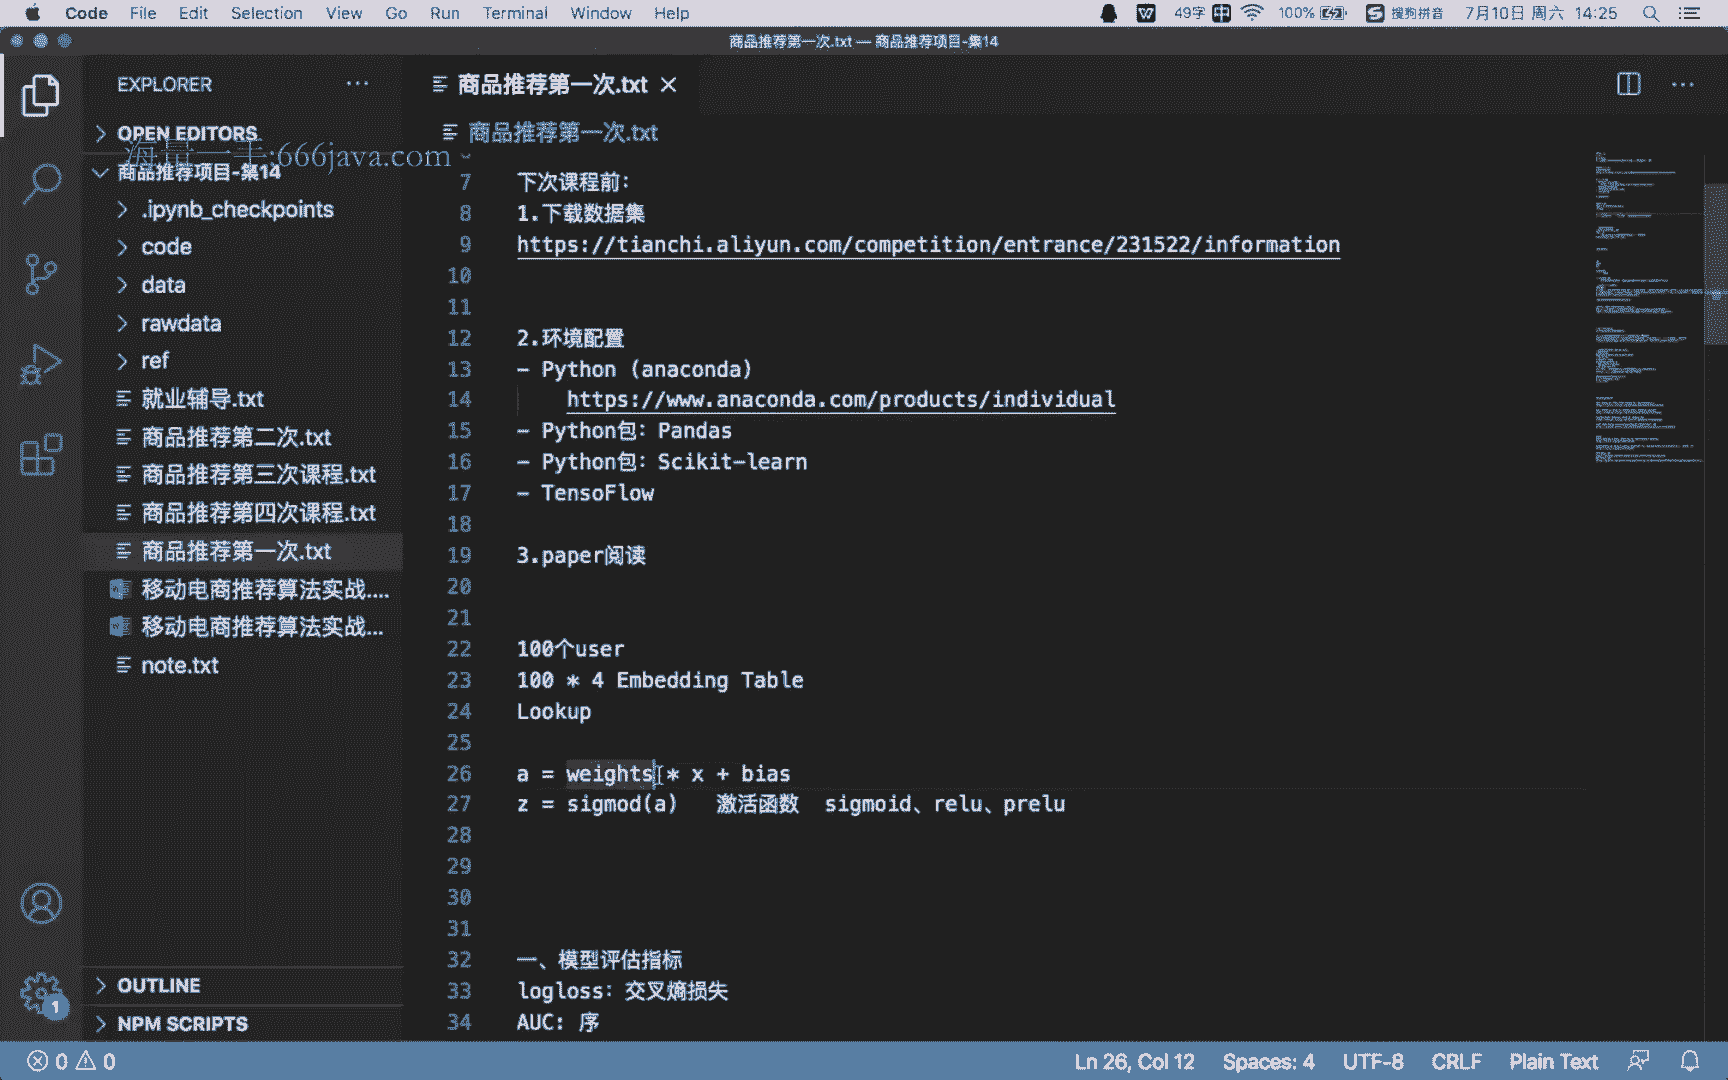 Code File Edit Selection View Go Run Terminal Window Help 49字 中 100% S 搜狗拼音 7月10日 周六 14:25
商品推荐第一次.txt — 商品推荐项目-集14
EXPLORER ···
商品推荐第一次.txt ×
OPEN EDITORS
商品推荐第一次.txt
海量一手:666java.com
商品推荐项目-集14
.ipynb_checkpoints
code
data
rawdata
ref
就业辅导.txt
商品推荐第二次.txt
商品推荐第三次课程.txt
商品推荐第四次课程.txt
商品推荐第一次.txt
移动电商推荐算法实战....
移动电商推荐算法实战...
note.txt
OUTLINE
NPM SCRIPTS
7 下次课程前:
8 1.下载数据集
9 https://tianchi.aliyun.com/competition/entrance/231522/information
10
11
12 2.环境配置
13 – Python (anaconda)
14 https://www.anaconda.com/products/individual
15 – Python包: Pandas
16 – Python包: Scikit-learn
17 – TensoFlow
18
19 3.paper阅读
20
21
22 100个user
23 100 * 4 Embedding Table
24 Lookup
25
26 a = weights * x + bias
27 z = sigmod(a) 激活函数 sigmoid、relu、prelu
28
29
30
31
32 一、模型评估指标
33 logloss: 交叉熵损失
34 AUC: 序
1
0 0 Ln 26, Col 12 Spaces: 4 UTF-8 CRLF Plain Text